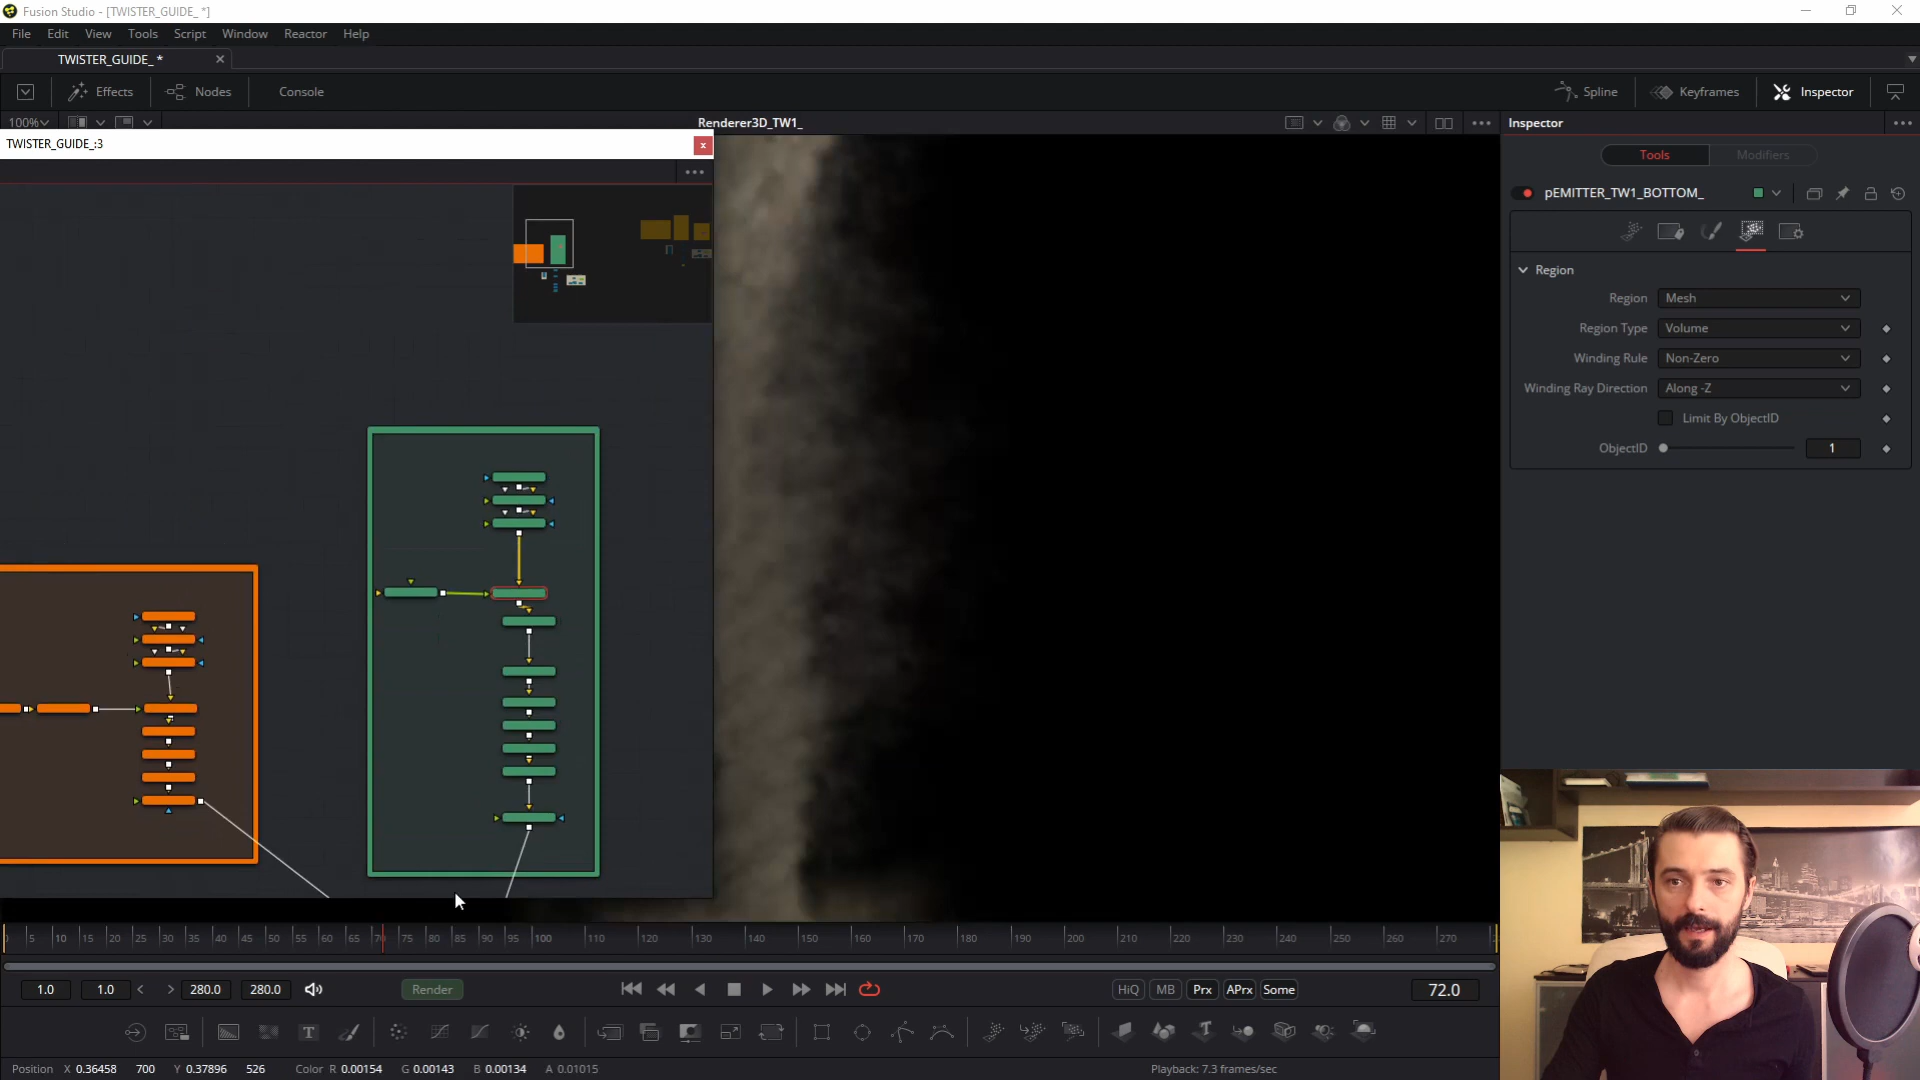 Fusion Studio - [TWISTER_GUIDE_ *]
File Edit View Tools Script Window Reactor Help
TWISTER_GUIDE_ *
Effects Nodes Console Spline Keyframes Inspector
100% Renderer3D_TW1_ Inspector
TWISTER_GUIDE_:3
Tools Modifiers
pEMITTER_TW1_BOTTOM_
Region
Region Mesh
Region Type Volume
Winding Rule Non-Zero
Winding Ray Direction Along -Z
Limit By ObjectID
ObjectID 1
5 10 15 20 25 30 35 40 45 50 55 60 65 70 75 80 85 90 95 100 110 120 130 140 150 160 170 180 190 200 210 220 230 240 250 260 270
1.0 1.0 < > 280.0 280.0 Render HiQ MB Prx APrx Some 72.0
Position X 0.36458 700 Y 0.37896 526 Color R 0.00154 G 0.00143 B 0.00134 A 0.01015 Playback: 7.3 frames/sec